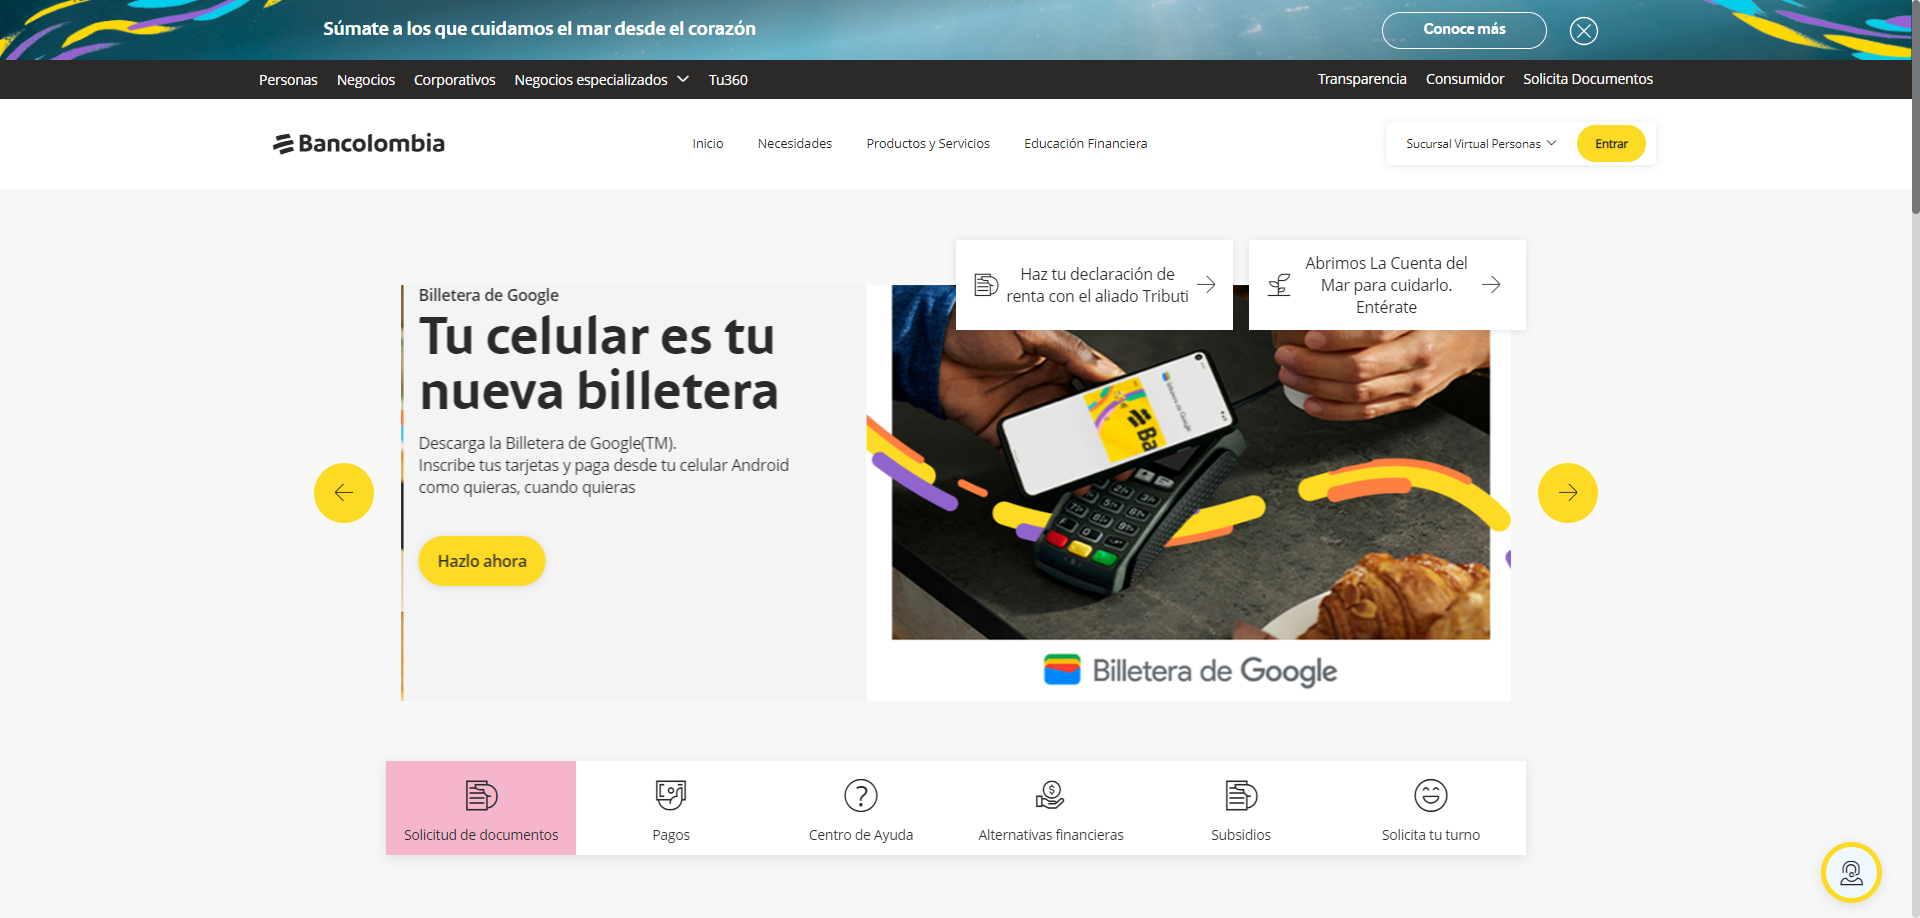 Súmate a los que cuidamos el mar desde el corazón
Conoce más
Personas Negocios Corporativos Negocios especializados Tu360
Transparencia Consumidor Solicita Documentos
Bancolombia
Inicio Necesidades Productos y Servicios Educación Financiera
Sucursal Virtual Personas
Entrar
Haz tu declaración de
renta con el aliado Tributi
Abrimos La Cuenta del
Mar para cuidarlo.
Entérate
Billetera de Google
Tu celular es tu
nueva billetera
Descarga la Billetera de Google(TM).
Inscribe tus tarjetas y paga desde tu celular Android
como quieras, cuando quieras
Hazlo ahora
Billetera de Google
Solicitud de documentos
Pagos
Centro de Ayuda
Alternativas financieras
Subsidios
Solicita tu turno